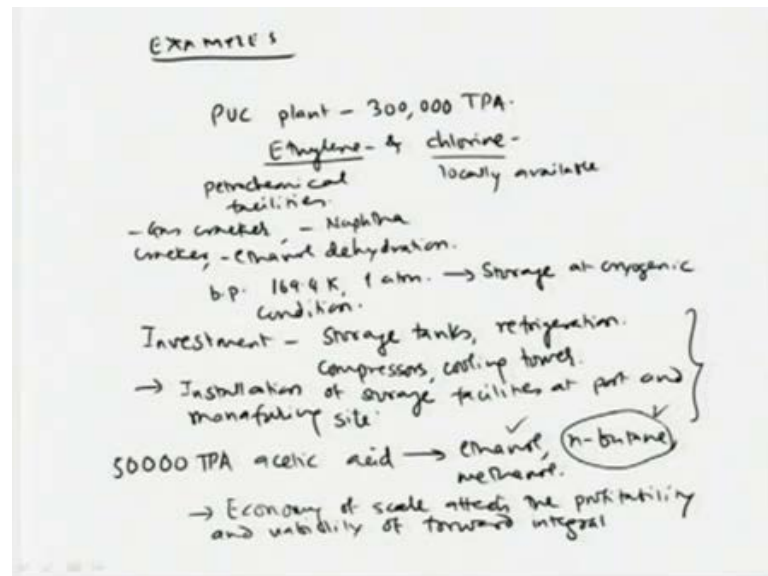 EXAMPLES
PVC plant - 300,000 TPA.
Ethylene - & chlorine -
petrochemical locally available
facilities.
- Gas cracker, - Naphtha
cracker, - ethanol dehydration.
b.p. 169.4 K, 1 atm. → Storage at cryogenic
condition.
Investment - Storage tanks, refrigeration.
compressors, cooling tower.
→ Installation of storage facilities at port and
site.
50000 TPA acetic acid → ethanol, n-butane,
methanol.
→ Economy of scale affects the profitability
and viability of forward integral